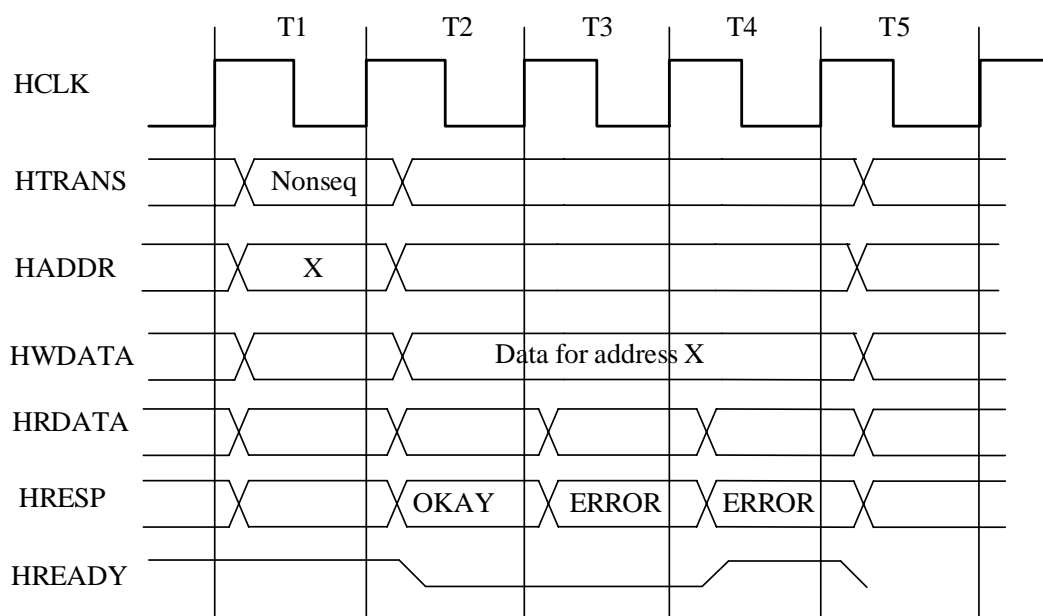 T1 T2 T3 T4 T5
HCLK
HTRANS Nonseq
HADDR X
HWDATA Data for address X
HRDATA
HRESP OKAY ERROR ERROR
HREADY